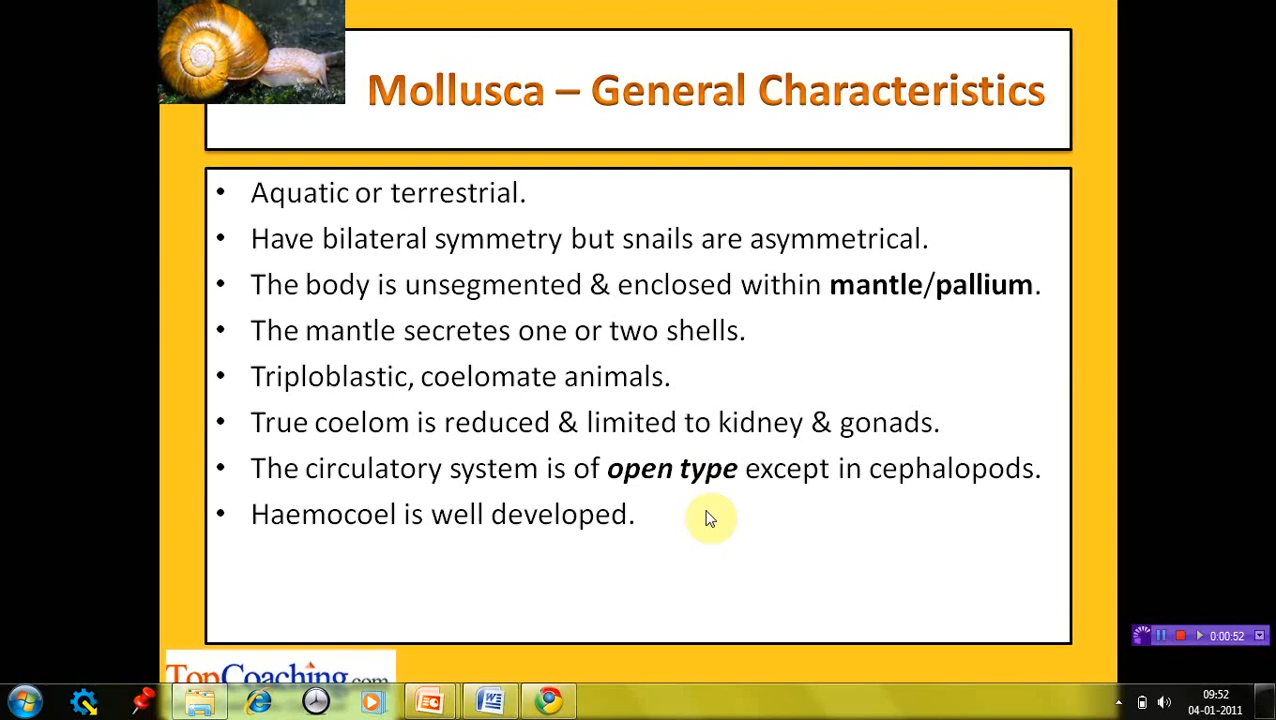 Mollusca – General Characteristics
• Aquatic or terrestrial.
• Have bilateral symmetry but snails are asymmetrical.
• The body is unsegmented & enclosed within mantle/pallium.
• The mantle secretes one or two shells.
• Triploblastic, coelomate animals.
• True coelom is reduced & limited to kidney & gonads.
• The circulatory system is of open type except in cephalopods.
• Haemocoel is well developed.
0:00:52
TopCoaching.com
09:52
04-01-2011